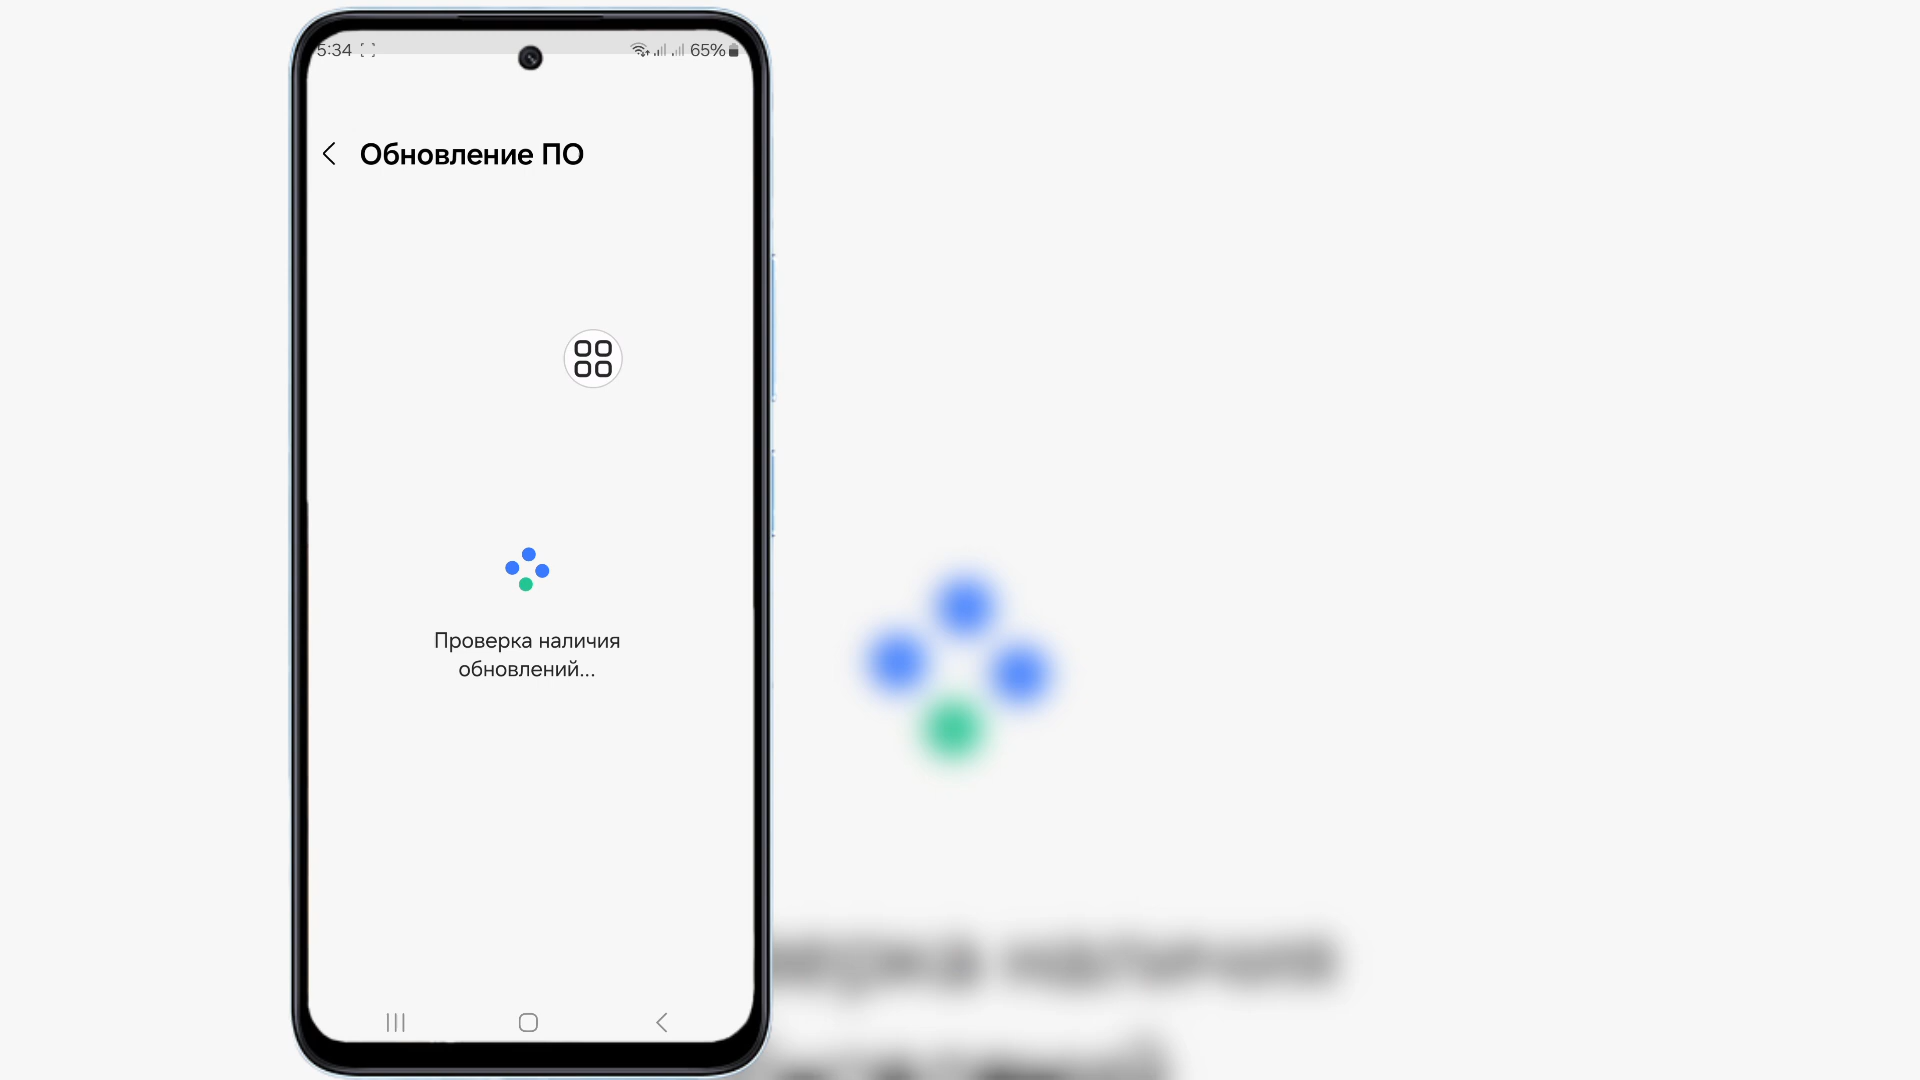 5:34
65%
Обновление ПО
Проверка наличия
обновлений...